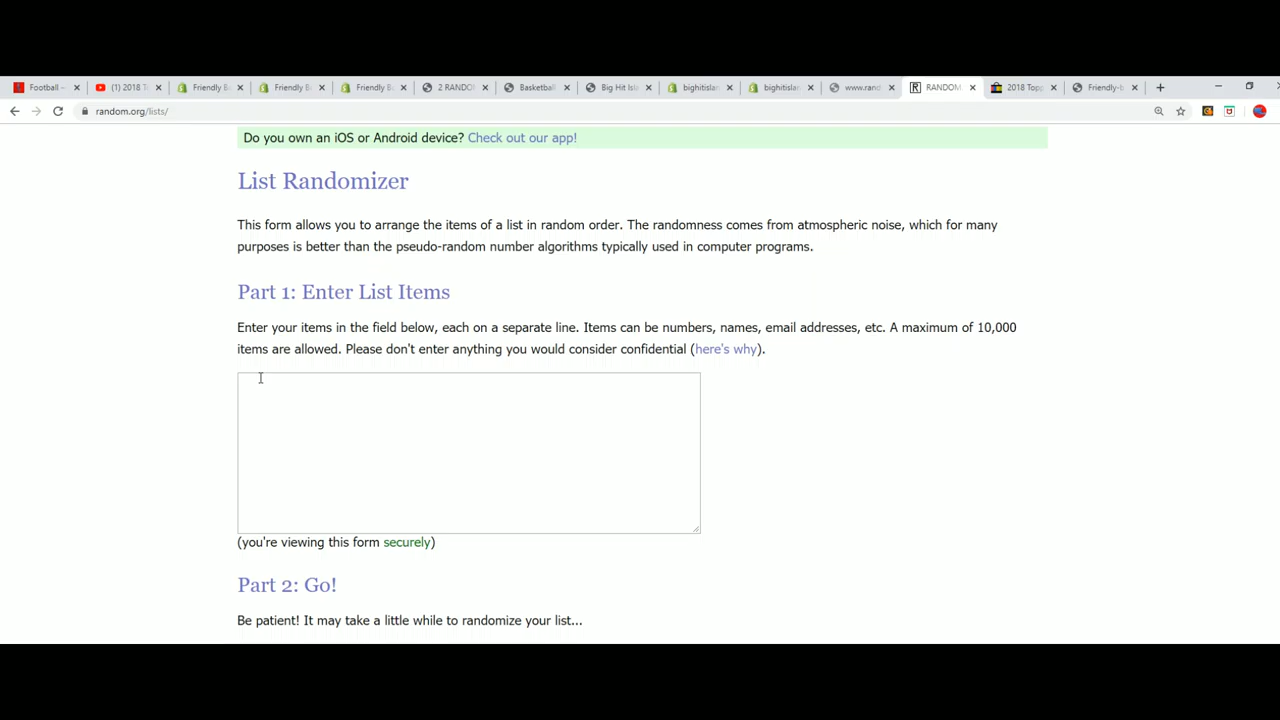 Football –
(1) 2018 T
Friendly B
Friendly B
Friendly B
2 RANDO
Basketball
Big Hit Isl
bighitislan
bighitislan
www.rand
RANDOM
2018 Topp
Friendly-b
random.org/lists/
Do you own an iOS or Android device? Check out our app!
List Randomizer
This form allows you to arrange the items of a list in random order. The randomness comes from atmospheric noise, which for many
purposes is better than the pseudo-random number algorithms typically used in computer programs.
Part 1: Enter List Items
Enter your items in the field below, each on a separate line. Items can be numbers, names, email addresses, etc. A maximum of 10,000
items are allowed. Please don't enter anything you would consider confidential (here's why).
(you're viewing this form securely)
Part 2: Go!
Be patient! It may take a little while to randomize your list...